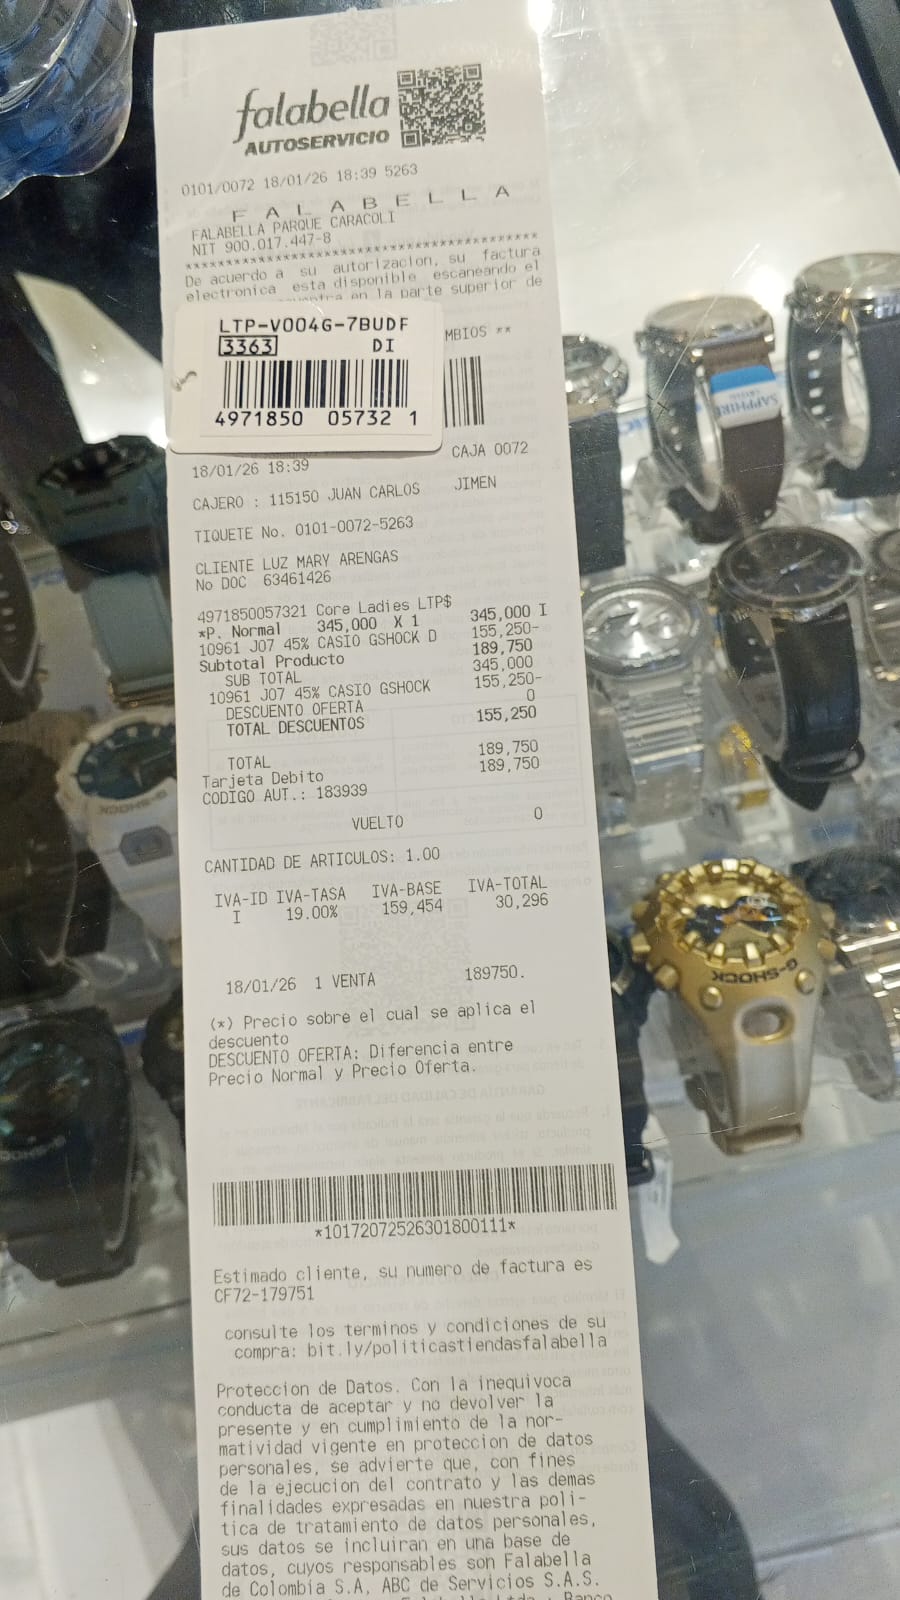 falabella
AUTOSERVICIO
0101/0072 18/01/26 18:39 5263
F A L A B E L L A
FALABELLA PARQUE CARACOLI
NIT 900.017.447-8
****************************************
De acuerdo a su autorizacion, su factura
electronica esta disponible escaneando el
en la parte superior de
MBIOS **
LTP-V004G-7BUDF
3363 DI
4971850 05732 1
18/01/26 18:39 CAJA 0072
CAJERO : 115150 JUAN CARLOS JIMEN
TIQUETE No. 0101-0072-5263
CLIENTE LUZ MARY ARENGAS
No DOC 63461426
4971850057321 Core Ladies LTP$
*P. Normal 345,000 X 1 345,000 I
10961 J07 45% CASIO GSHOCK D 155,250-
Subtotal Producto 189,750
SUB TOTAL 345,000
10961 J07 45% CASIO GSHOCK 155,250-
DESCUENTO OFERTA 0
TOTAL DESCUENTOS 155,250
TOTAL 189,750
Tarjeta Debito 189,750
CODIGO AUT.: 183939
VUELTO 0
CANTIDAD DE ARTICULOS: 1.00
IVA-ID IVA-TASA IVA-BASE IVA-TOTAL
I 19.00% 159,454 30,296
18/01/26 1 VENTA 189750.
(*) Precio sobre el cual se aplica el
descuento
DESCUENTO OFERTA: Diferencia entre
Precio Normal y Precio Oferta.
*10172072526301800111*
Estimado cliente, su numero de factura es
CF72-179751
consulte los terminos y condiciones de su
compra: bit.ly/politicastiendasfalabella
Proteccion de Datos. Con la inequivoca
conducta de aceptar y no devolver la
presente y en cumplimiento de la nor-
matividad vigente en proteccion de datos
personales, se advierte que, con fines
de la ejecucion del contrato y las demas
finalidades expresadas en nuestra poli-
tica de tratamiento de datos personales,
sus datos se incluiran en una base de
datos, cuyos responsables son Falabella
de Colombia S.A, ABC de Servicios S.A.S.
SAPPHIRE
G-SHOCK
G-SHOCK